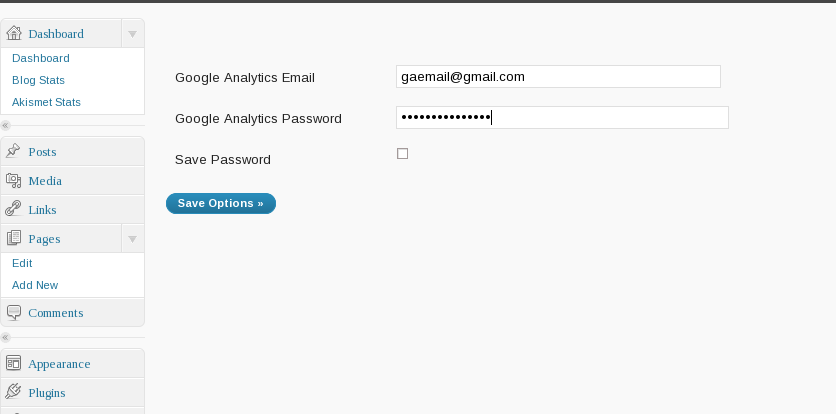 Dashboard
Dashboard
Blog Stats
Akismet Stats
Posts
Media
Links
Pages
Edit
Add New
Comments
Appearance
Plugins
Google Analytics Email
gaemail@gmail.com
Google Analytics Password
•••••••••••••••
Save Password
Save Options »